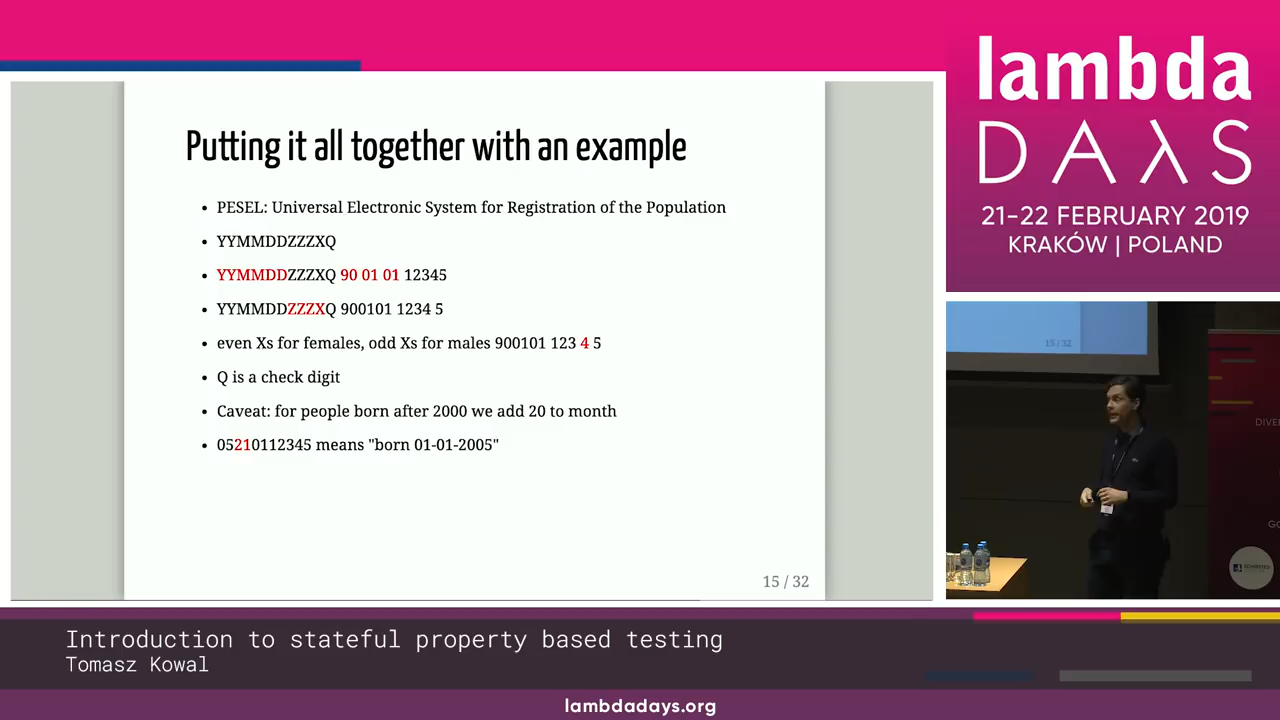 Putting it all together with an example
• PESEL: Universal Electronic System for Registration of the Population
• YYMMDDZZZXQ
• YYMMDDZZZXQ 90 01 01 12345
• YYMMDDZZZXQ 900101 1234 5
• even Xs for females, odd Xs for males 900101 123 4 5
• Q is a check digit
• Caveat: for people born after 2000 we add 20 to month
• 05210112345 means "born 01-01-2005"
15 / 32
lambda
DAλS
21–22 FEBRUARY 2019
KRAKÓW | POLAND
15 / 32
Introduction to stateful property based testing
Tomasz Kowal
lambdadays.org